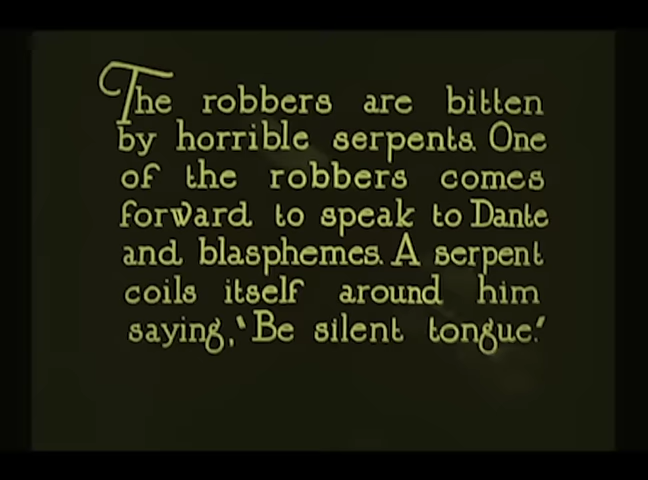 The robbers are bitten
by horrible serpents. One
of the robbers comes
forward to speak to Dante
and blasphemes. A serpent
coils itself around him
saying, "Be silent tongue."